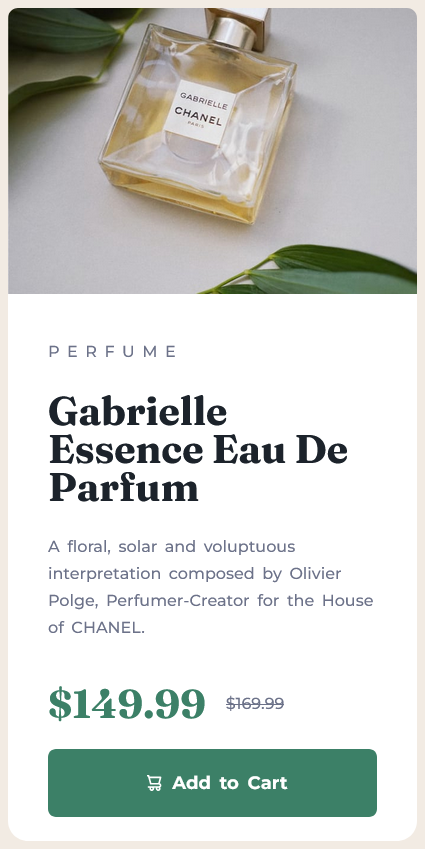 GABRIELLE
CHANEL
PARIS
PERFUME
Gabrielle
Essence Eau De
Parfum
A floral, solar and voluptuous
interpretation composed by Olivier
Polge, Perfumer-Creator for the House
of CHANEL.
$149.99 $169.99
Add to Cart